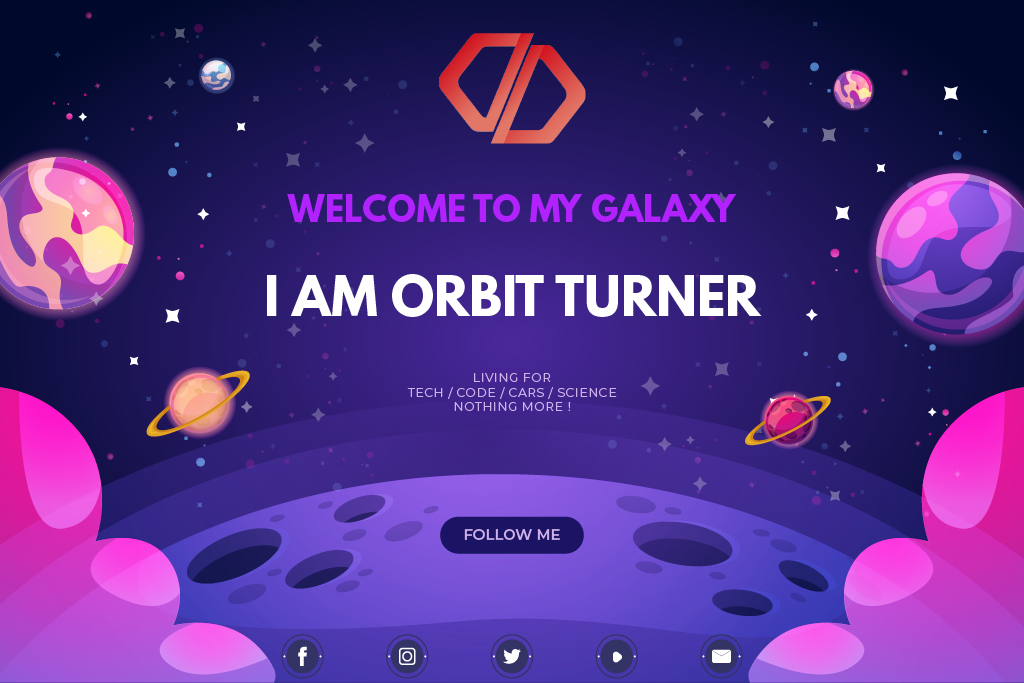 WELCOME TO MY GALAXY
I AM ORBIT TURNER
LIVING FOR
TECH / CODE / CARS / SCIENCE
NOTHING MORE !
FOLLOW ME